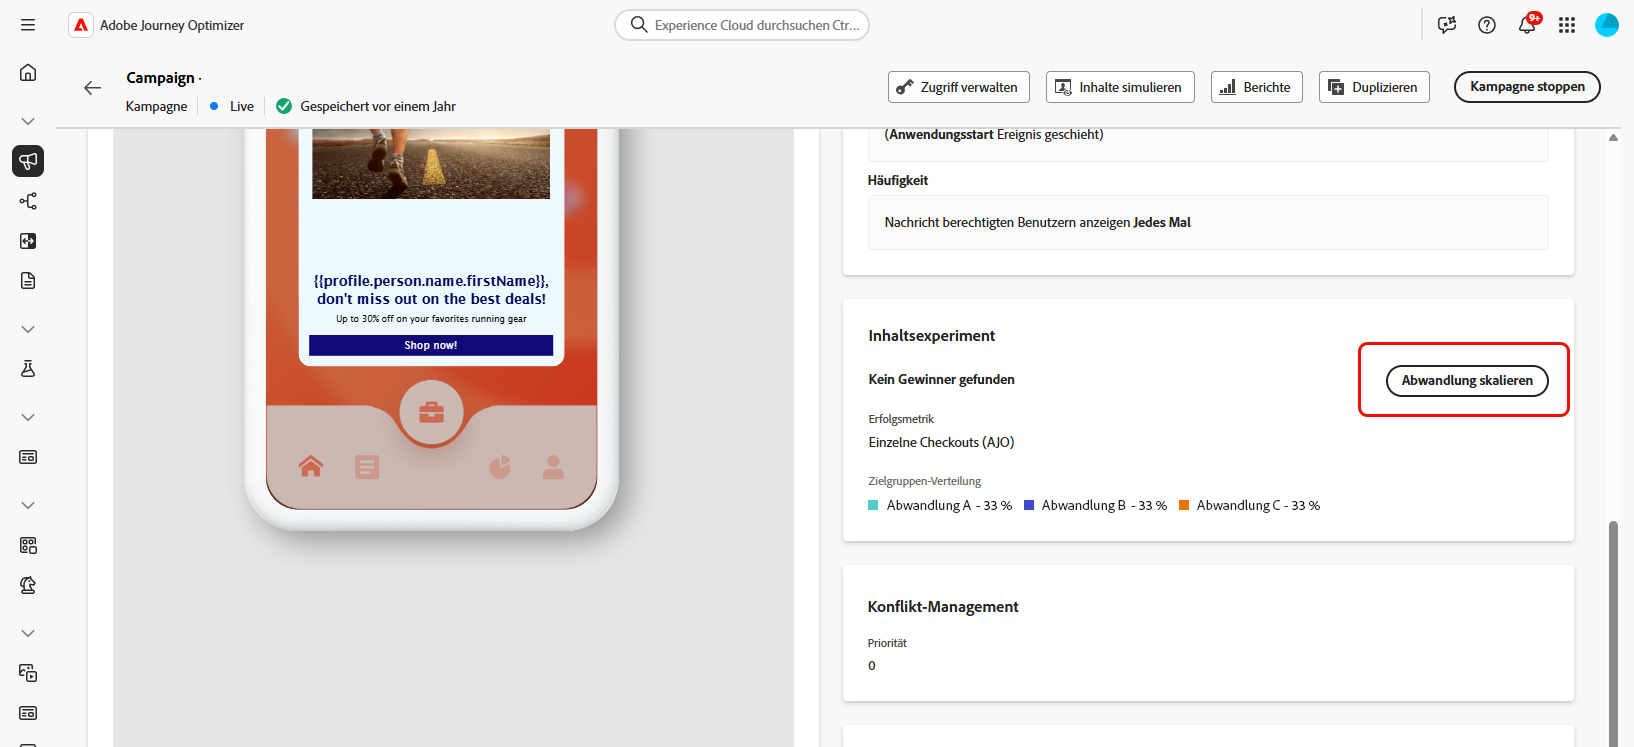 Adobe Journey Optimizer
Experience Cloud durchsuchen Ctr...
9+
Campaign ·
Kampagne
Live
Gespeichert vor einem Jahr
Zugriff verwalten
Inhalte simulieren
Berichte
Duplizieren
Kampagne stoppen
(Anwendungsstart Ereignis geschieht)
Häufigkeit
Nachricht berechtigten Benutzern anzeigen Jedes Mal
{{profile.person.name.firstName}},
don't miss out on the best deals!
Up to 30% off on your favorites running gear
Shop now!
Inhaltsexperiment
Kein Gewinner gefunden
Abwandlung skalieren
Erfolgsmetrik
Einzelne Checkouts (AJO)
Zielgruppen-Verteilung
Abwandlung A - 33 % Abwandlung B - 33 % Abwandlung C - 33 %
Konflikt-Management
Priorität
0